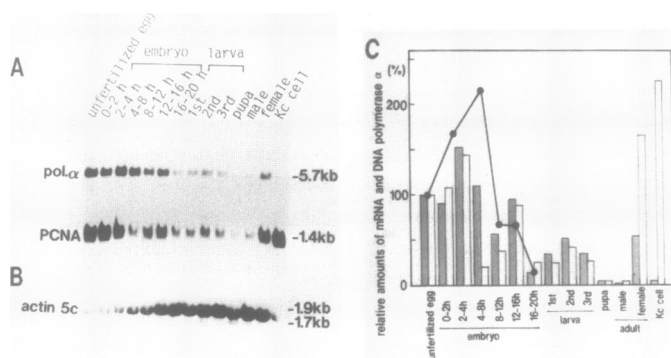 A
embryo
larva
unfertilized egg
0-2 h
2-4 h
4-8 h
8-12 h
12-16 h
16-20 h
1st
2nd
3rd
pupa
male
female
Kc cell
pol α
-5.7kb
PCNA
-1.4kb
B
actin 5c
-1.9kb
-1.7kb
C
relative amounts of mRNA and DNA polymerase α
(%)
200
100
0
unfertilized egg
0-2h
2-4h
4-8h
8-12h
12-16h
16-20h
1st
2nd
3rd
pupa
male
female
Kc cell
embryo
larva
adult